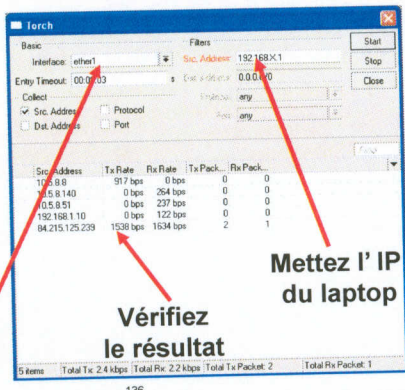 Torch
Basic
Interface: ether1
Entry Timeout: 00:00:03 s
Collect
Src. Address
Protocol
Dst. Address
Port
Filters
Src. Address: 192.168.X.1
0.0.0.0/0
any
any
Start
Stop
Close
Src. Address Tx Rate Rx Rate Tx Pack... Rx Pack...
10.5.8.8 917 bps 0 bps 0 0
10.5.8.140 0 bps 264 bps 0 0
10.5.8.51 0 bps 237 bps 0 0
192.168.1.10 0 bps 122 bps 0 0
84.215.125.239 1538 bps 1634 bps 2 1
Mettez l' IP
du laptop
Vérifiez
le résultat
5 items Total Tx: 2.4 kbps Total Rx: 2.2 kbps Total Tx Packet: 2 Total Rx Packet: 1
136